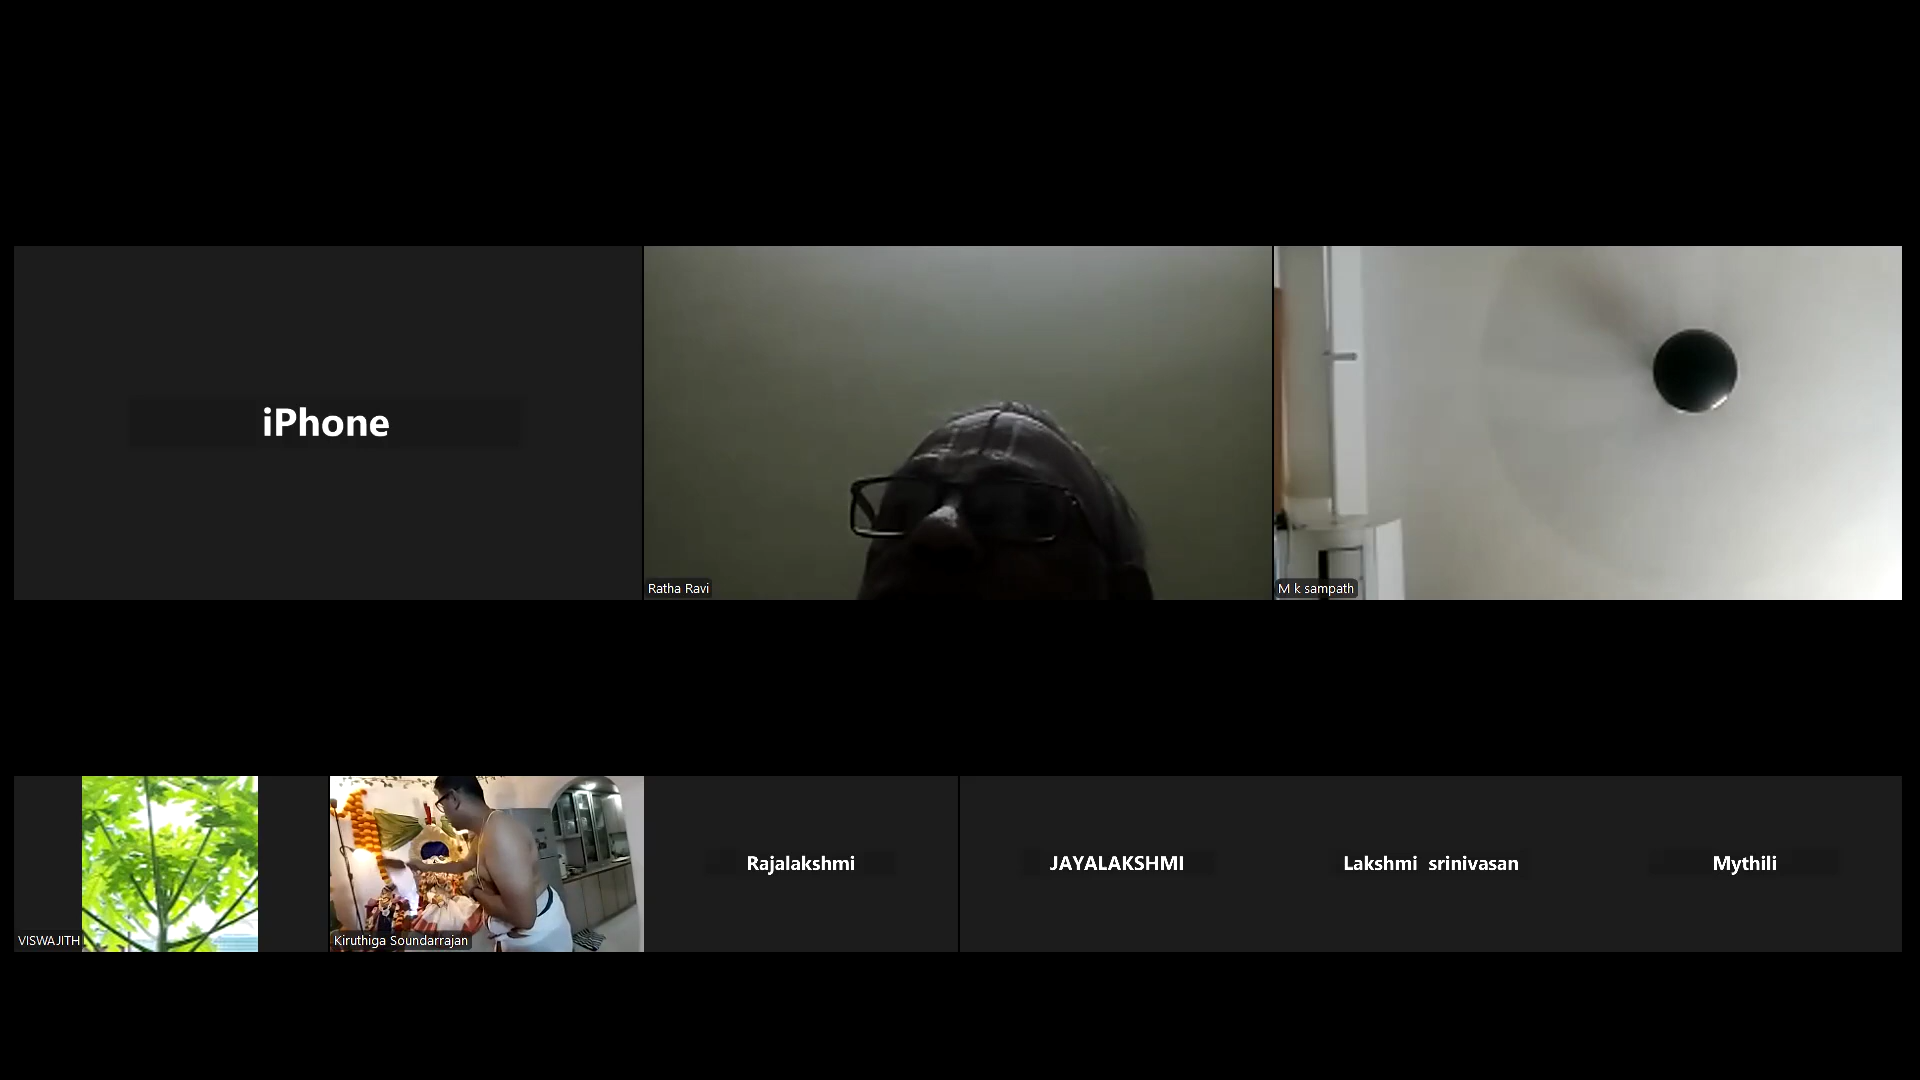 iPhone
Ratha Ravi
M k sampath
VISWAJITH
Kiruthiga Soundarrajan
Rajalakshmi
JAYALAKSHMI
Lakshmi srinivasan
Mythili